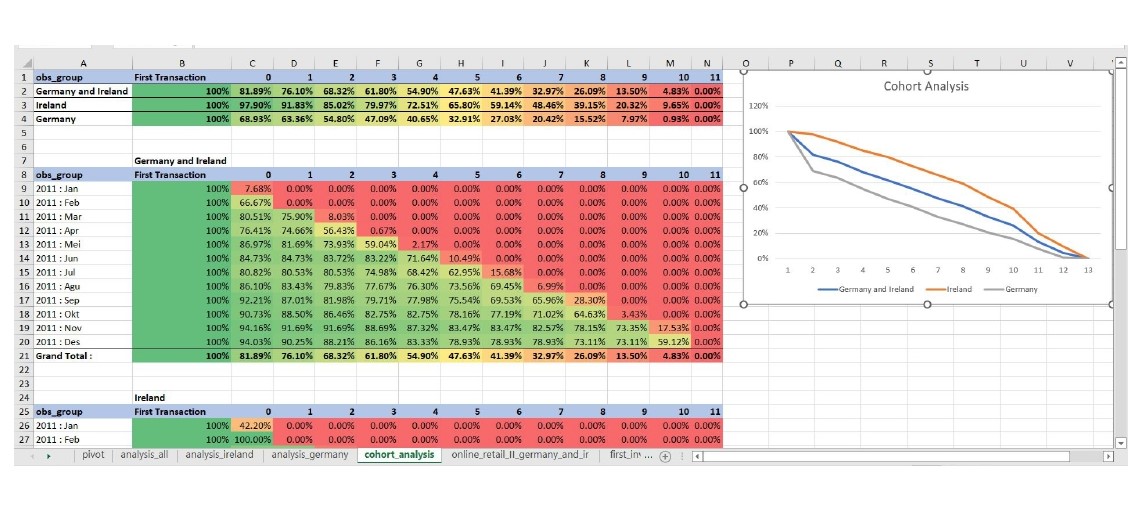 A B C D E F G H I J K L M N O P Q R S T U V
1 obs_group First Transaction 0 1 2 3 4 5 6 7 8 9 10 11
2 Germany and Ireland 100% 81.89% 76.10% 68.32% 61.80% 54.90% 47.63% 41.39% 32.97% 26.09% 13.50% 4.83% 0.00%
3 Ireland 100% 97.90% 91.83% 85.02% 79.97% 72.51% 65.80% 59.14% 48.46% 39.15% 20.32% 9.65% 0.00%
4 Germany 100% 68.93% 63.36% 54.80% 47.09% 40.65% 32.91% 27.03% 20.42% 15.52% 7.97% 0.93% 0.00%
5
6
7 Germany and Ireland
8 obs_group First Transaction 0 1 2 3 4 5 6 7 8 9 10 11
9 2011 : Jan 100% 7.68% 0.00% 0.00% 0.00% 0.00% 0.00% 0.00% 0.00% 0.00% 0.00% 0.00% 0.00%
10 2011 : Feb 100% 66.67% 0.00% 0.00% 0.00% 0.00% 0.00% 0.00% 0.00% 0.00% 0.00% 0.00% 0.00%
11 2011 : Mar 100% 80.51% 75.90% 8.03% 0.00% 0.00% 0.00% 0.00% 0.00% 0.00% 0.00% 0.00% 0.00%
12 2011 : Apr 100% 76.41% 74.66% 56.43% 0.67% 0.00% 0.00% 0.00% 0.00% 0.00% 0.00% 0.00% 0.00%
13 2011 : Mei 100% 86.97% 81.69% 73.93% 59.04% 2.17% 0.00% 0.00% 0.00% 0.00% 0.00% 0.00% 0.00%
14 2011 : Jun 100% 84.73% 84.73% 83.72% 83.22% 71.64% 10.49% 0.00% 0.00% 0.00% 0.00% 0.00% 0.00%
15 2011 : Jul 100% 80.82% 80.53% 80.53% 74.98% 68.42% 62.95% 15.68% 0.00% 0.00% 0.00% 0.00% 0.00%
16 2011 : Agu 100% 86.10% 83.43% 79.83% 77.67% 76.30% 73.56% 69.45% 6.99% 0.00% 0.00% 0.00% 0.00%
17 2011 : Sep 100% 92.21% 87.01% 81.98% 79.71% 77.98% 75.54% 69.53% 65.96% 28.30% 0.00% 0.00% 0.00%
18 2011 : Okt 100% 90.73% 88.50% 86.46% 82.75% 82.75% 78.16% 77.19% 71.02% 64.63% 3.43% 0.00% 0.00%
19 2011 : Nov 100% 94.16% 91.69% 91.69% 88.69% 87.32% 83.47% 83.47% 82.57% 78.15% 73.35% 17.53% 0.00%
20 2011 : Des 100% 94.03% 90.25% 88.21% 86.16% 83.33% 78.93% 78.93% 78.93% 73.11% 73.11% 59.12% 0.00%
21 Grand Total : 100% 81.89% 76.10% 68.32% 61.80% 54.90% 47.63% 41.39% 32.97% 26.09% 13.50% 4.83% 0.00%
22
23
24 Ireland
25 obs_group First Transaction 0 1 2 3 4 5 6 7 8 9 10 11
26 2011 : Jan 100% 42.20% 0.00% 0.00% 0.00% 0.00% 0.00% 0.00% 0.00% 0.00% 0.00% 0.00% 0.00%
27 2011 : Feb 100% 100.00% 0.00% 0.00% 0.00% 0.00% 0.00% 0.00% 0.00% 0.00% 0.00% 0.00% 0.00%
Cohort Analysis
120%
100%
80%
60%
40%
20%
0%
1 2 3 4 5 6 7 8 9 10 11 12 13
Germany and Ireland Ireland Germany
pivot analysis_all analysis_ireland analysis_germany cohort_analysis online_retail_II_germany_and_ir first_inv ...